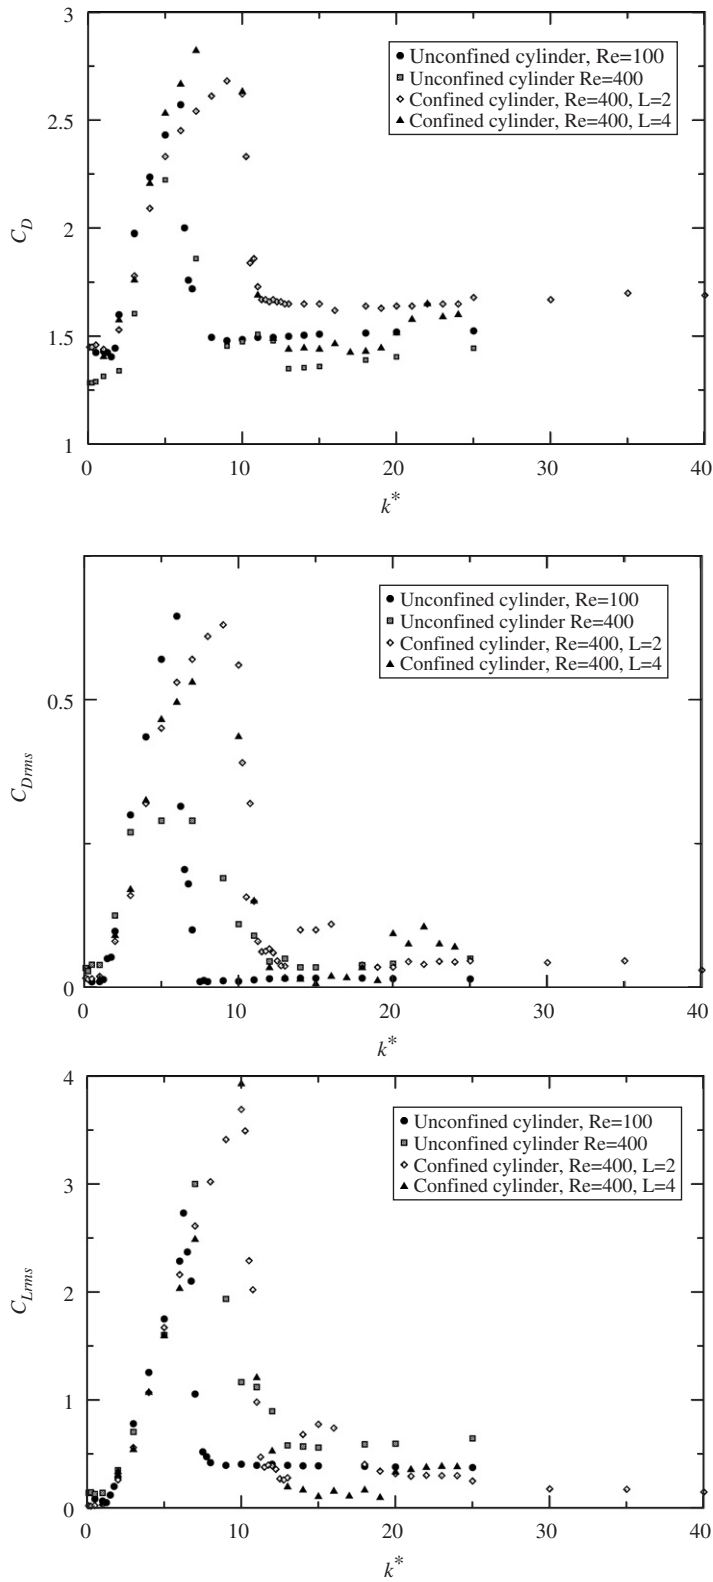 3
2.5
2
1.5
1
C_D
Unconfined cylinder, Re=100
Unconfined cylinder Re=400
Confined cylinder, Re=400, L=2
Confined cylinder, Re=400, L=4
0 10 20 30 40
k*
0.5
0
C_Drms
Unconfined cylinder, Re=100
Unconfined cylinder Re=400
Confined cylinder, Re=400, L=2
Confined cylinder, Re=400, L=4
0 10 20 30 40
k*
4
3
2
1
0
C_Lrms
Unconfined cylinder, Re=100
Unconfined cylinder Re=400
Confined cylinder, Re=400, L=2
Confined cylinder, Re=400, L=4
0 10 20 30 40
k*